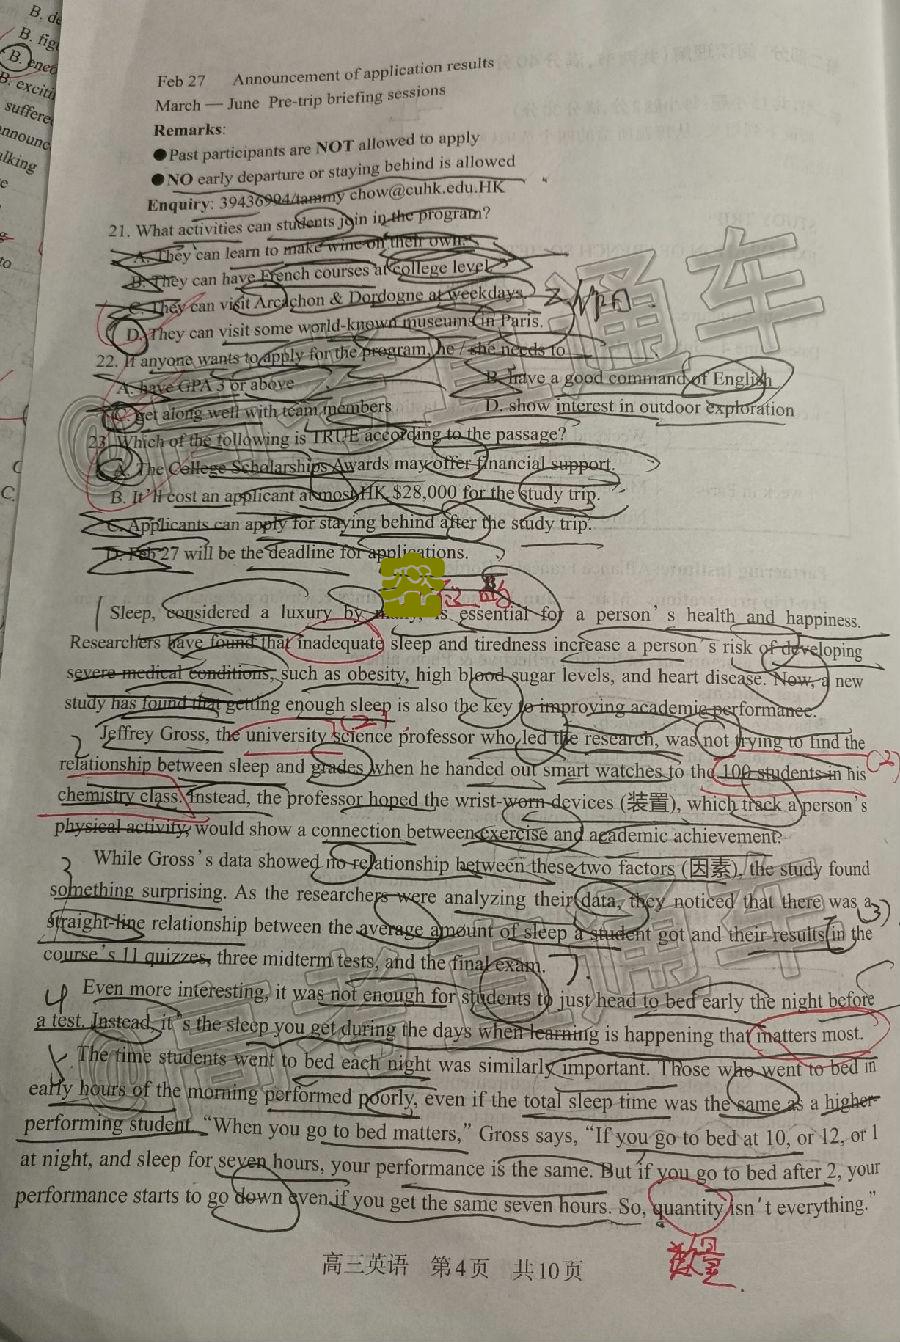 B. de
B. fig
B. ened
B. exciti
suffere
announc
alking
e
to
C
C.
Feb 27 Announcement of application results
March — June Pre-trip briefing sessions
Remarks:
●Past participants are NOT allowed to apply
●NO early departure or staying behind is allowed
Enquiry: 39436994/tammy chow@cuhk.edu.HK
21. What activities can students join in the program?
A. They can learn to make wine on their own.
B. They can have French courses at college level.
C. They can visit Arcachon & Dordogne at weekdays.
D. They can visit some world-known museums in Paris.
22. If anyone wants to apply for the program, he / she needs to
A. have GPA 3 or above B. have a good command of English
C. get along well with team members D. show interest in outdoor exploration
23. Which of the following is TRUE according to the passage?
A. The College Scholarships Awards may offer financial support.
B. It'll cost an applicant at most HK $28,000 for the study trip.
C. Applicants can apply for staying behind after the study trip.
D. Feb 27 will be the deadline for applications.
B
1 Sleep, considered a luxury by many, is essential for a person's health and happiness.
Researchers have found that inadequate sleep and tiredness increase a person's risk of developing
severe medical conditions, such as obesity, high blood sugar levels, and heart disease. Now, a new
study has found that getting enough sleep is also the key to improving academic performance.
2 Jeffrey Gross, the university science professor who led the research, was not trying to find the
relationship between sleep and grades when he handed out smart watches to the 100 students in his
chemistry class. Instead, the professor hoped the wrist-worn devices (装置), which track a person's
physical activity, would show a connection between exercise and academic achievement.
3 While Gross's data showed no relationship between these two factors (因素), the study found
something surprising. As the researchers were analyzing their data, they noticed that there was a
straight-line relationship between the average amount of sleep a student got and their results in the
course's 11 quizzes, three midterm tests, and the final exam.
4 Even more interesting, it was not enough for students to just head to bed early the night before
a test. Instead, it's the sleep you get during the days when learning is happening that matters most.
5 The time students went to bed each night was similarly important. Those who went to bed in
early hours of the morning performed poorly, even if the total sleep time was the same as a higher-
performing student. "When you go to bed matters," Gross says, "If you go to bed at 10, or 12, or 1
at night, and sleep for seven hours, your performance is the same. But if you go to bed after 2, your
performance starts to go down even if you get the same seven hours. So, quantity isn't everything."
数量
高三英语 第4页 共10页
@高考直通车
@高考直通车